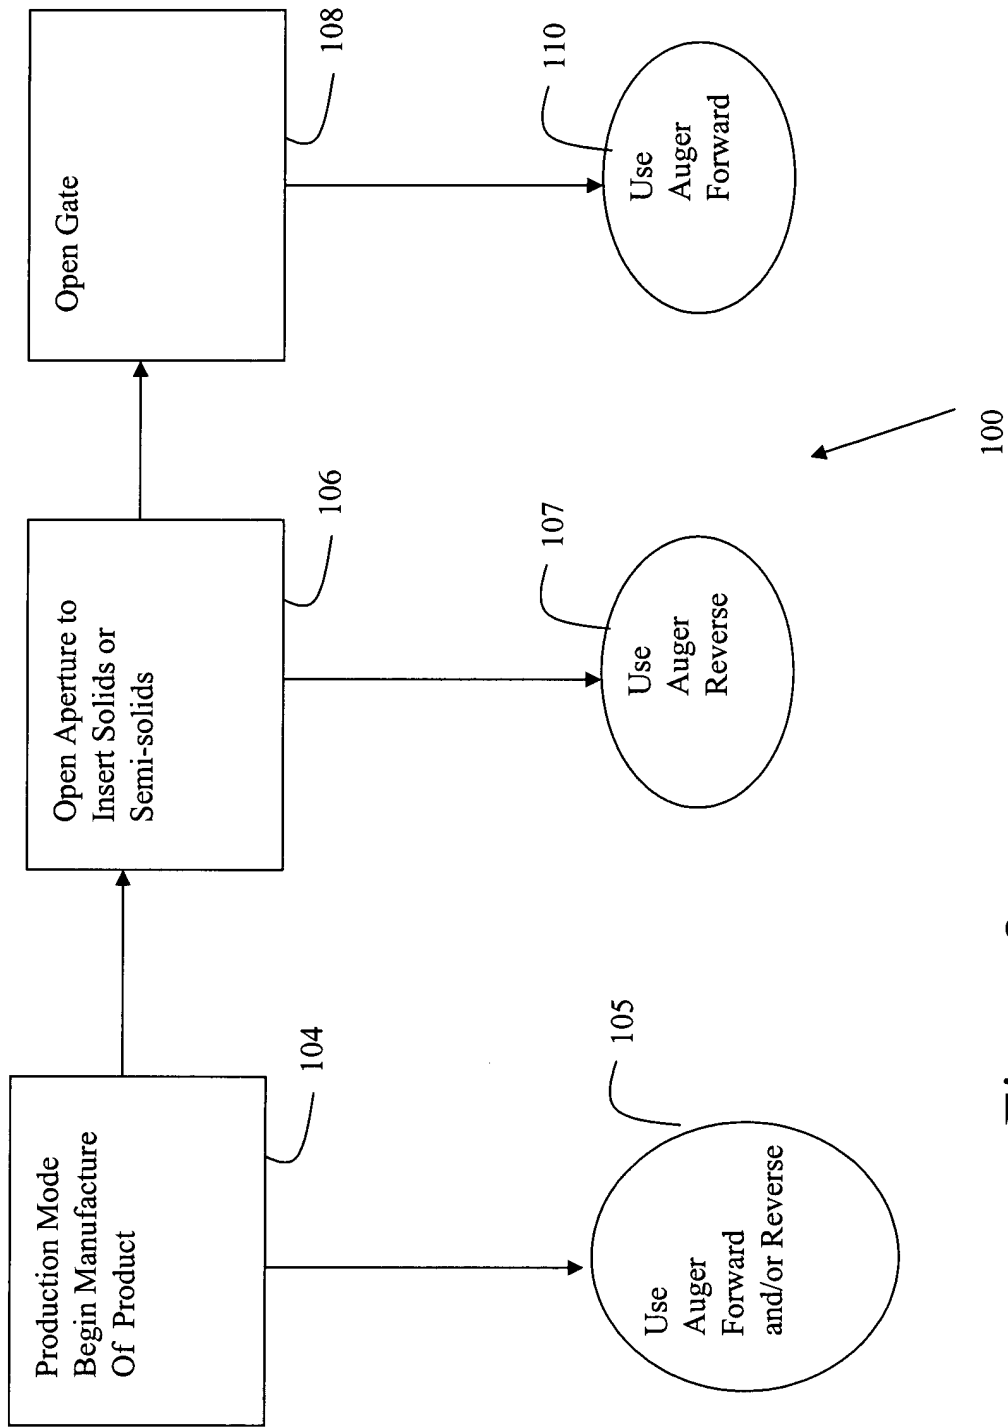 Production Mode
Begin Manufacture
Of Product
104
Use
Auger
Forward
and/or Reverse
105
Open Aperture to
Insert Solids or
Semi-solids
106
Use
Auger
Reverse
107
Open Gate
108
Use
Auger
Forward
110
100